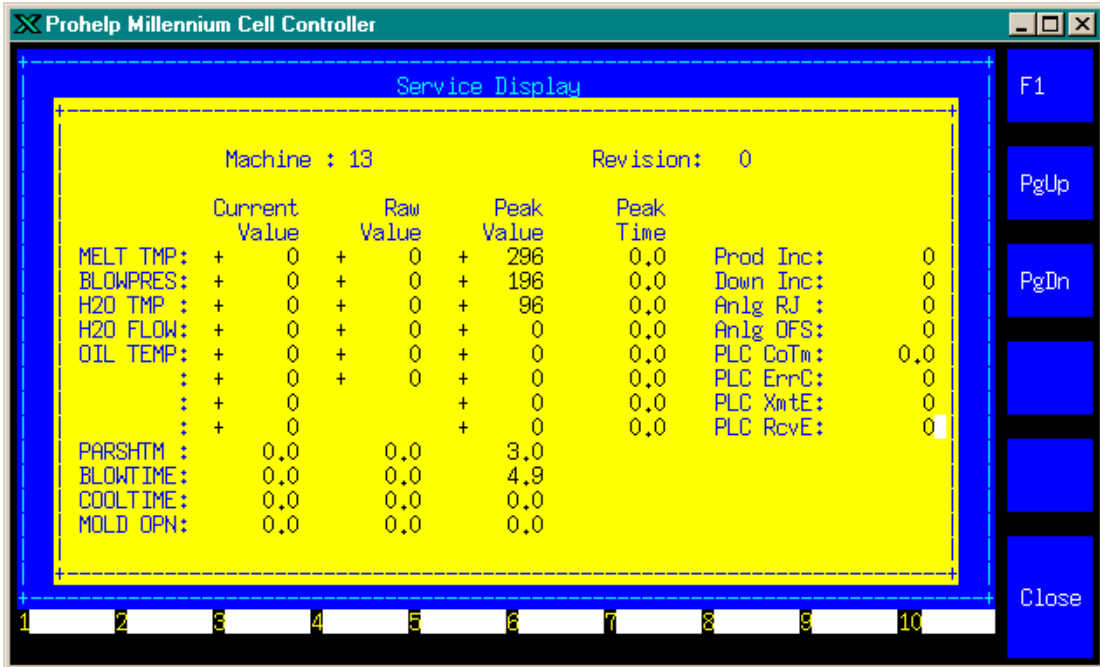 Prohelp Millennium Cell Controller
Service Display
Machine : 13 Revision: 0
Current Raw Peak Peak
Value Value Value Time
MELT TMP: + 0 + 0 + 296 0.0 Prod Inc: 0
BLOWPRES: + 0 + 0 + 196 0.0 Down Inc: 0
H2O TMP : + 0 + 0 + 96 0.0 Anlg RJ : 0
H2O FLOW: + 0 + 0 + 0 0.0 Anlg OFS: 0
OIL TEMP: + 0 + 0 + 0 0.0 PLC CoTm: 0.0
: + 0 + 0 + 0 0.0 PLC ErrC: 0
: + 0 + 0 0.0 PLC XmtE: 0
: + 0 + 0 0.0 PLC RcvE: 0
PARSHTM : 0.0 0.0 3.0
BLOWTIME: 0.0 0.0 4.9
COOLTIME: 0.0 0.0 0.0
MOLD OPN: 0.0 0.0 0.0
1 2 3 4 5 6 7 8 9 10
F1
PgUp
PgDn
Close